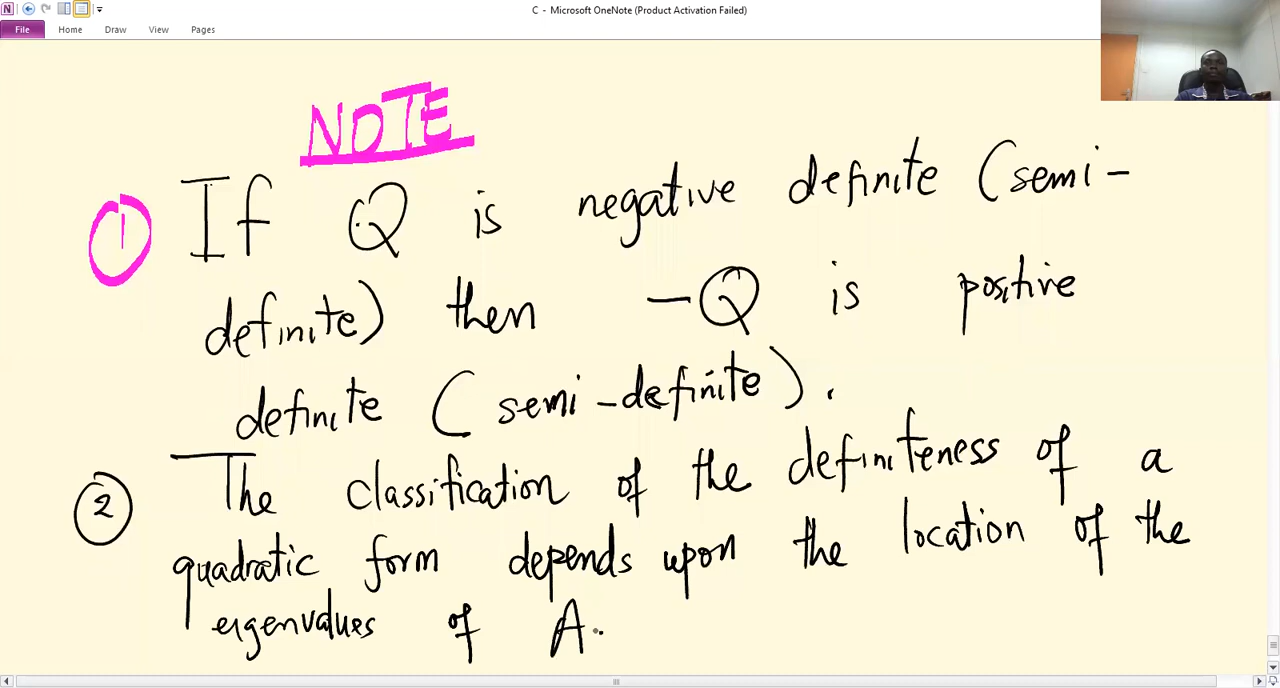 C - Microsoft OneNote (Product Activation Failed)
File Home Draw View Pages
NOTE
① If Q is negative definite (semi-
definite) then -Q is positive
definite (semi-definite).
② The classification of the definiteness of a
quadratic form depends upon the location of the
eigenvalues of A.